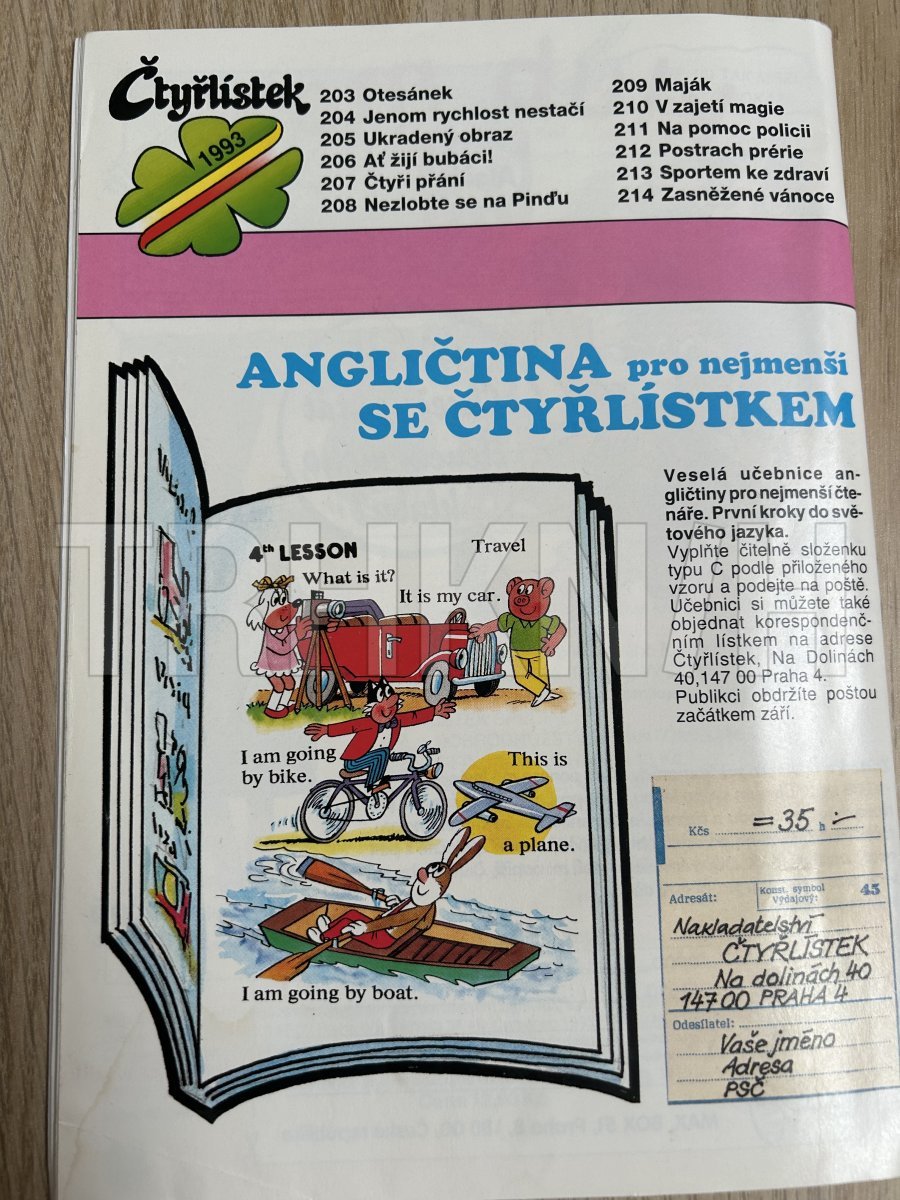 Čtyřlístek
1993
203 Otesánek
204 Jenom rychlost nestačí
205 Ukradený obraz
206 Ať žijí bubáci!
207 Čtyři přání
208 Nezlobte se na Pinďu
209 Maják
210 V zajetí magie
211 Na pomoc policii
212 Postrach prérie
213 Sportem ke zdraví
214 Zasněžené vánoce
ANGLIČTINA pro nejmenší
SE ČTYŘLÍSTKEM
Veselá učebnice an-
gličtiny pro nejmenší čte-
náře. První kroky do svě-
tového jazyka.
Vyplňte čitelně složenku
typu C podle přiloženého
vzoru a podejte na poště.
Učebnici si můžete také
objednat korespondenč-
ním lístkem na adrese
Čtyřlístek, Na Dolinách
40,147 00 Praha 4.
Publikci obdržíte poštou
začátkem září.
4th LESSON
Travel
What is it?
It is my car.
I am going
by bike.
This is
a plane.
I am going by boat.
Kčs =35 h :-
Adresát:
Konst. symbol
Výdajový: 45
Nakladatelství
ČTYŘLÍSTEK
Na dolinách 40
147 00 PRAHA 4
Odesílatel:
Vaše jméno
Adresa
PSČ